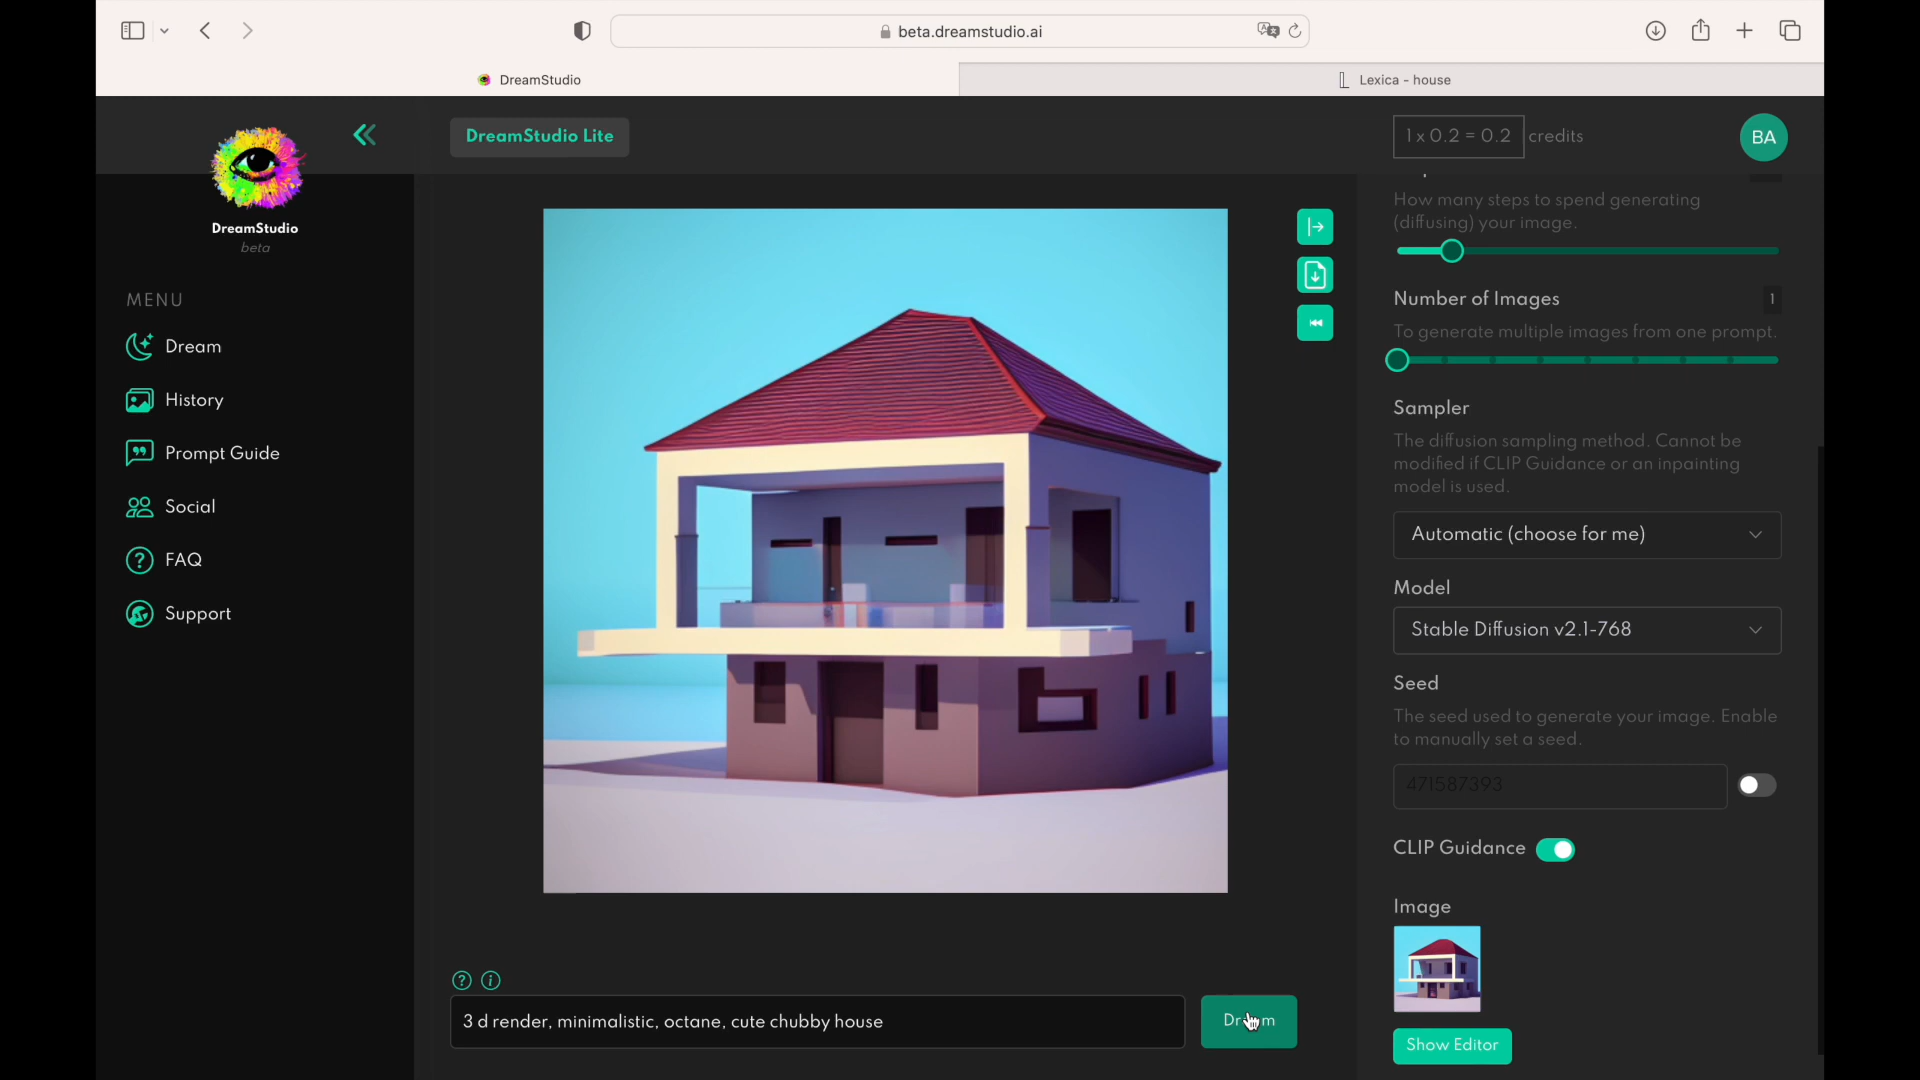 beta.dreamstudio.ai
DreamStudio
Lexica - house
DreamStudio
beta
MENU
Dream
History
Prompt Guide
Social
FAQ
Support
DreamStudio Lite
1 x 0.2 = 0.2 credits
BA
How many steps to spend generating
(diffusing) your image.
Number of Images 1
To generate multiple images from one prompt.
Sampler
The diffusion sampling method. Cannot be
modified if CLIP Guidance or an inpainting
model is used.
Automatic (choose for me)
Model
Stable Diffusion v2.1-768
Seed
The seed used to generate your image. Enable
to manually set a seed.
471587393
CLIP Guidance
Image
Show Editor
3 d render, minimalistic, octane, cute chubby house